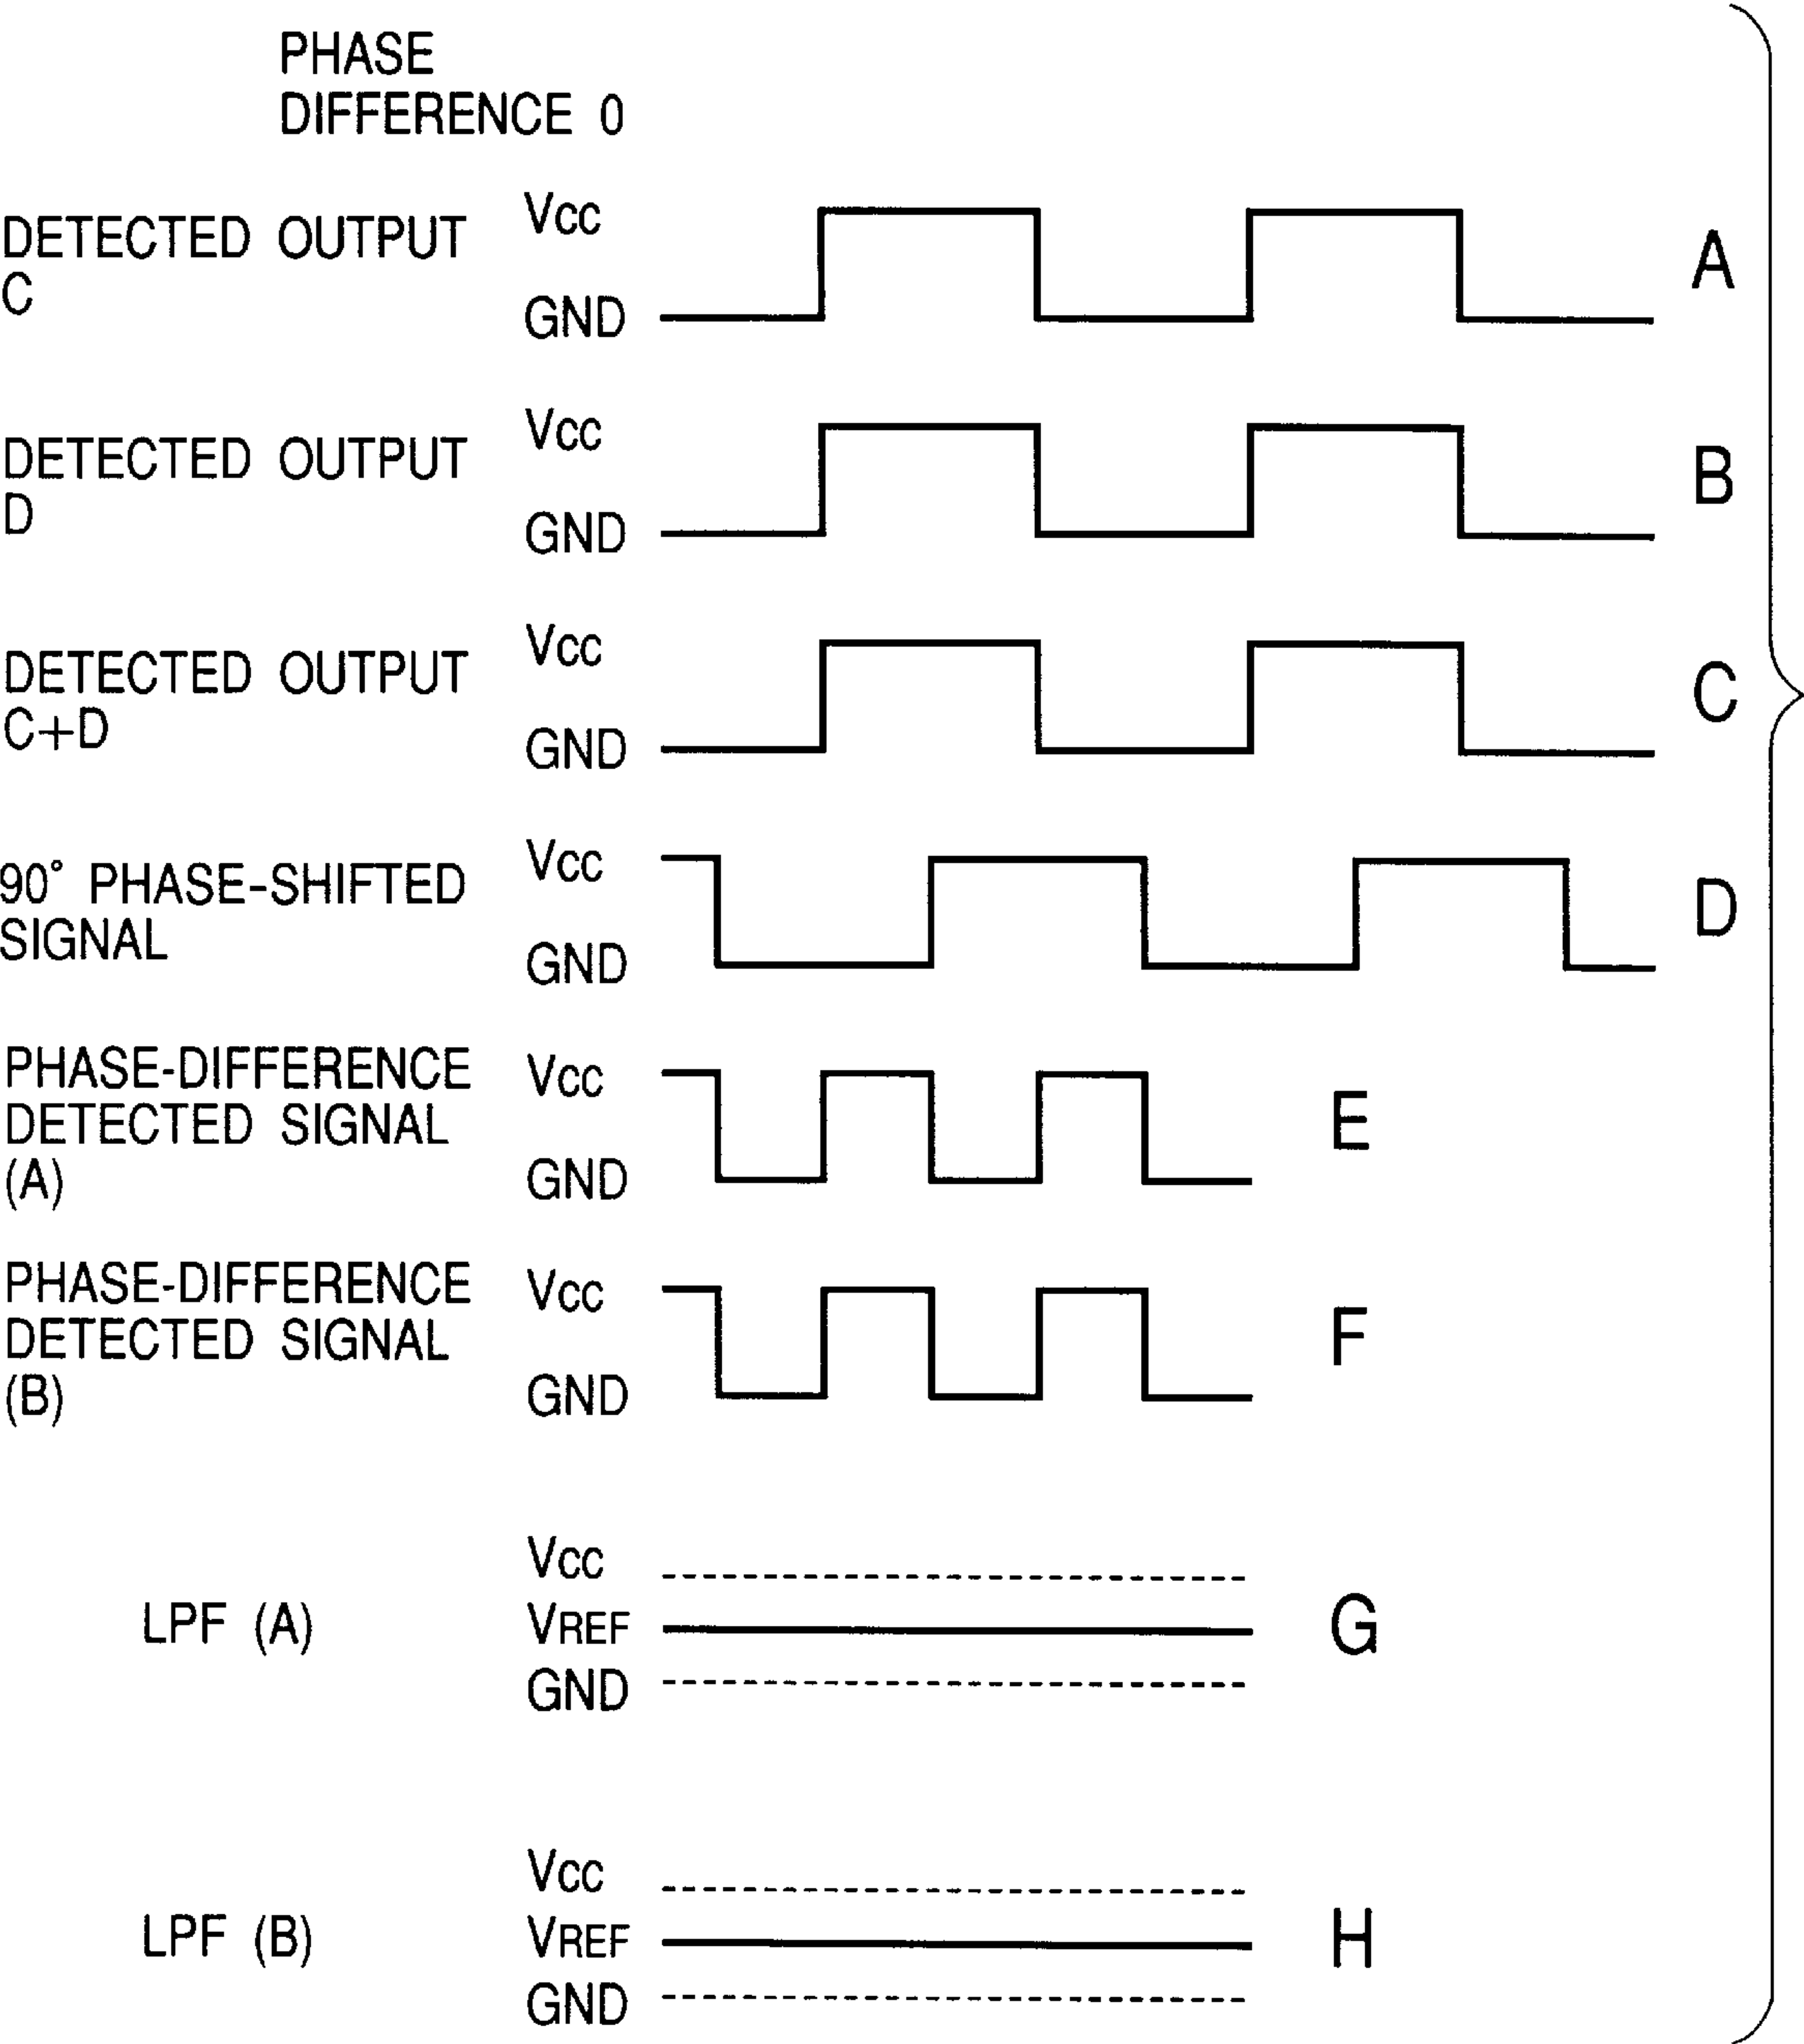 PHASE
DIFFERENCE 0
DETECTED OUTPUT
C
VCC
GND
A
DETECTED OUTPUT
D
VCC
GND
B
DETECTED OUTPUT
C+D
VCC
GND
C
90° PHASE-SHIFTED
SIGNAL
VCC
GND
D
PHASE-DIFFERENCE
DETECTED SIGNAL
(A)
VCC
GND
E
PHASE-DIFFERENCE
DETECTED SIGNAL
(B)
VCC
GND
F
LPF (A)
VCC
VREF
GND
G
LPF (B)
VCC
VREF
GND
H